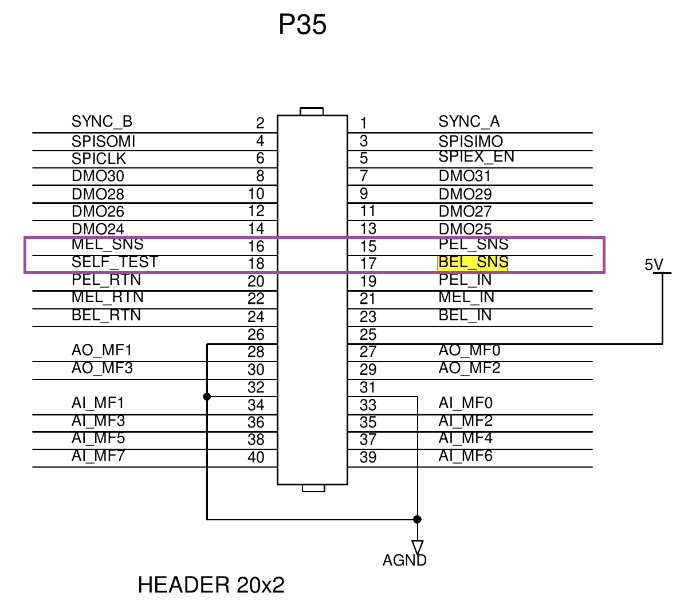 P35
SYNC_B 2 1 SYNC_A
SPISOMI 4 3 SPISIMO
SPICLK 6 5 SPIEX_EN
DMO30 8 7 DMO31
DMO28 10 9 DMO29
DMO26 12 11 DMO27
DMO24 14 13 DMO25
MEL_SNS 16 15 PEL_SNS
SELF_TEST 18 17 BEL_SNS
5V
PEL_RTN 20 19 PEL_IN
MEL_RTN 22 21 MEL_IN
BEL_RTN 24 23 BEL_IN
26 25
AO_MF1 28 27 AO_MF0
AO_MF3 30 29 AO_MF2
32 31
AI_MF1 34 33 AI_MF0
AI_MF3 36 35 AI_MF2
AI_MF5 38 37 AI_MF4
AI_MF7 40 39 AI_MF6
AGND
HEADER 20x2